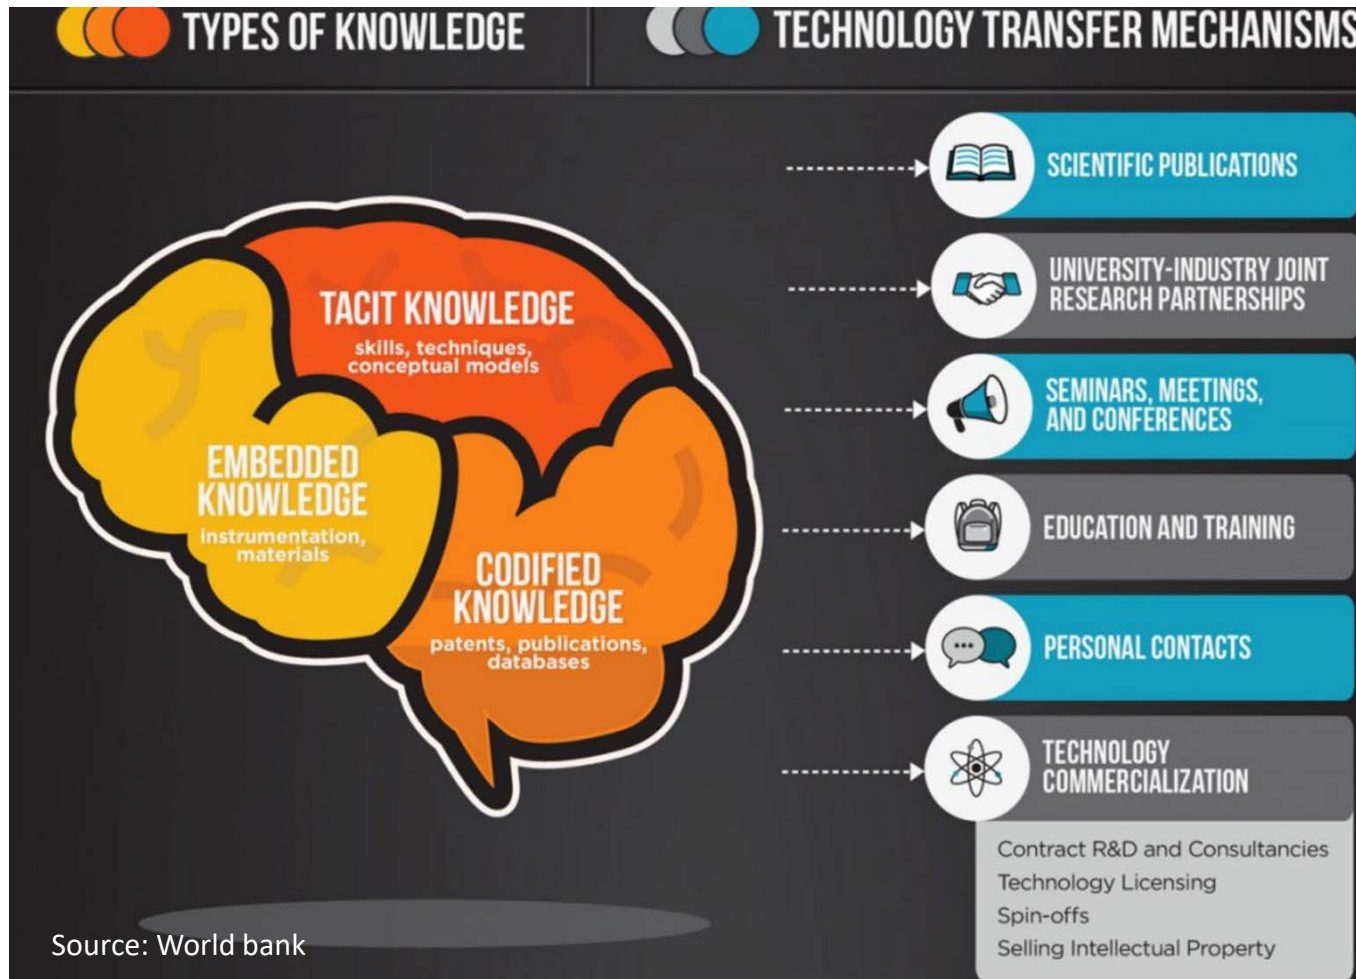 TYPES OF KNOWLEDGE
TECHNOLOGY TRANSFER MECHANISMS
TACIT KNOWLEDGE
skills, techniques,
conceptual models
EMBEDDED
KNOWLEDGE
instrumentation,
materials
CODIFIED
KNOWLEDGE
patents, publications,
databases
SCIENTIFIC PUBLICATIONS
UNIVERSITY-INDUSTRY JOINT
RESEARCH PARTNERSHIPS
SEMINARS, MEETINGS,
AND CONFERENCES
EDUCATION AND TRAINING
PERSONAL CONTACTS
TECHNOLOGY
COMMERCIALIZATION
Contract R&D and Consultancies
Technology Licensing
Spin-offs
Selling Intellectual Property
Source: World bank